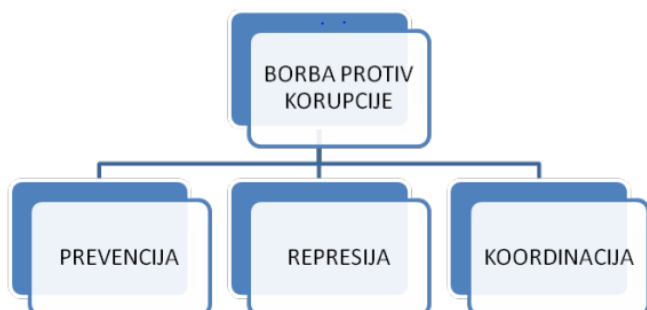 BORBA PROTIV
KORUPCIJE
PREVENCIJA
REPRESIJA
KOORDINACIJA